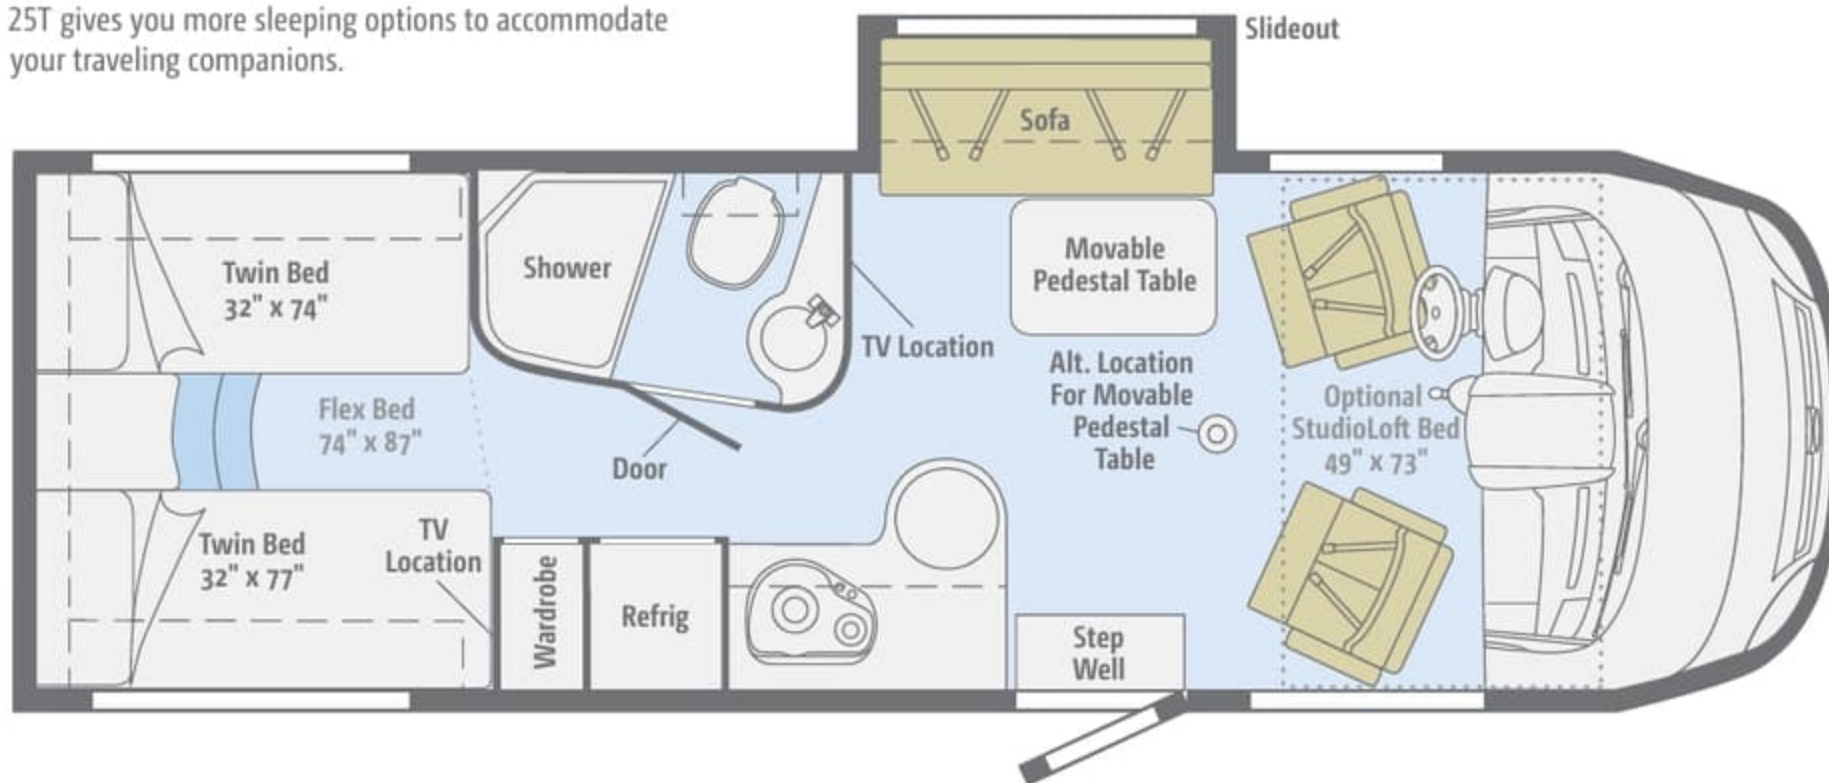 25T gives you more sleeping options to accommodate
your traveling companions.
Slideout
Sofa
Twin Bed
32" x 74"
Shower
Movable
Pedestal Table
TV Location
Alt. Location
For Movable
Pedestal
Table
Optional
StudioLoft Bed
49" x 73"
Flex Bed
74" x 87"
Door
Twin Bed
32" x 77"
TV
Location
Wardrobe
Refrig
Step
Well